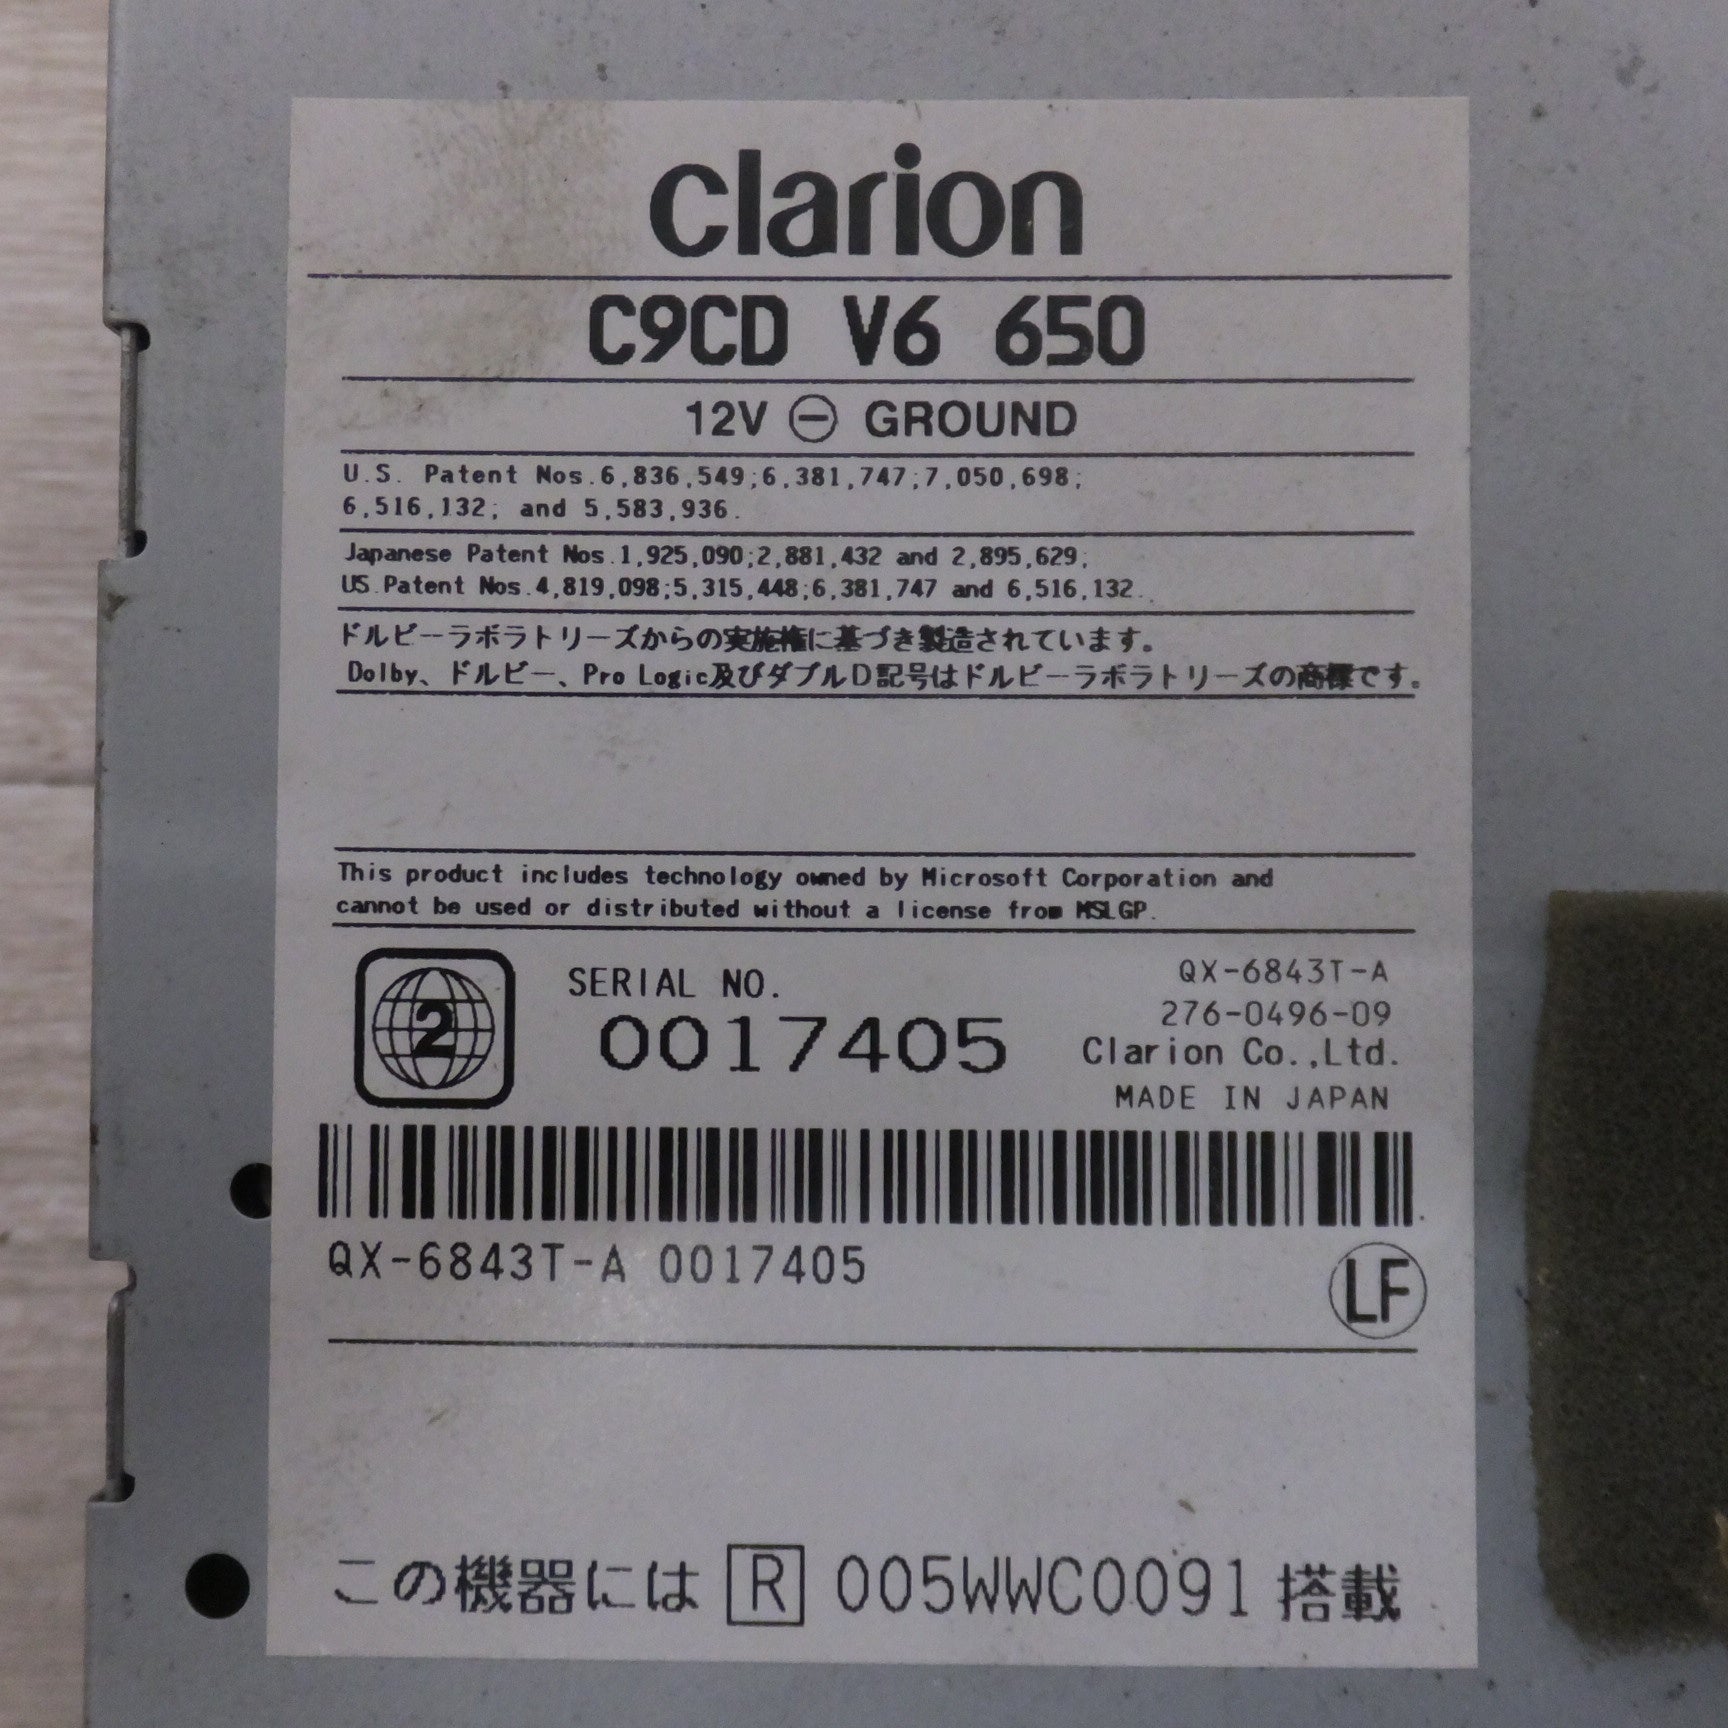 clarion
C9CD V6 650
12V ⊖ GROUND
U.S. Patent Nos.6,836,549;6,381,747;7,050,698;
6,516,132; and 5,583,936.
Japanese Patent Nos.1,925,090;2,881,432 and 2,895,629;
US.Patent Nos.4,819,098;5,315,448;6,381,747 and 6,516,132.
ドルビーラボラトリーズからの実施権に基づき製造されています。
Dolby、ドルビー、Pro Logic及びダブルD記号はドルビーラボラトリーズの商標です。
This product includes technology owned by Microsoft Corporation and
cannot be used or distributed without a license from MSLGP.
2
SERIAL NO.
0017405
QX-6843T-A
276-0496-09
Clarion Co.,Ltd.
MADE IN JAPAN
QX-6843T-A 0017405
LF
この機器には R 005WWC0091 搭載